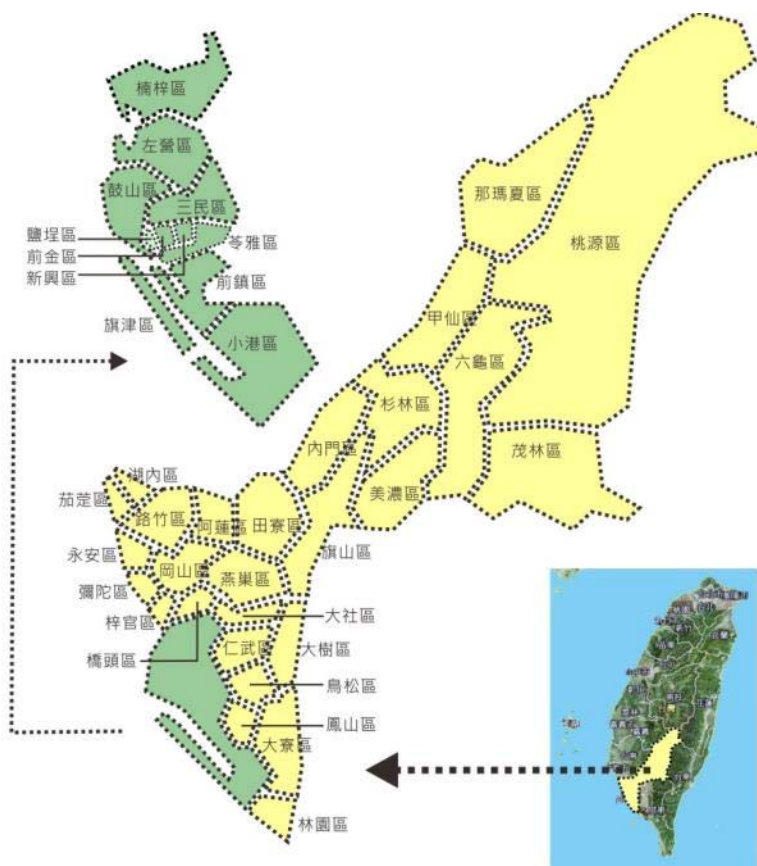 楠梓區
左營區
鼓山區
三民區
鹽埕區
前金區
新興區
苓雅區
前鎮區
旗津區
小港區
那瑪夏區
桃源區
甲仙區
六龜區
杉林區
內門區
茂林區
美濃區
湖內區
茄萣區
路竹區
阿蓮區
田寮區
永安區
岡山區
燕巢區
旗山區
彌陀區
梓官區
橋頭區
大社區
仁武區
大樹區
鳥松區
鳳山區
大寮區
林園區